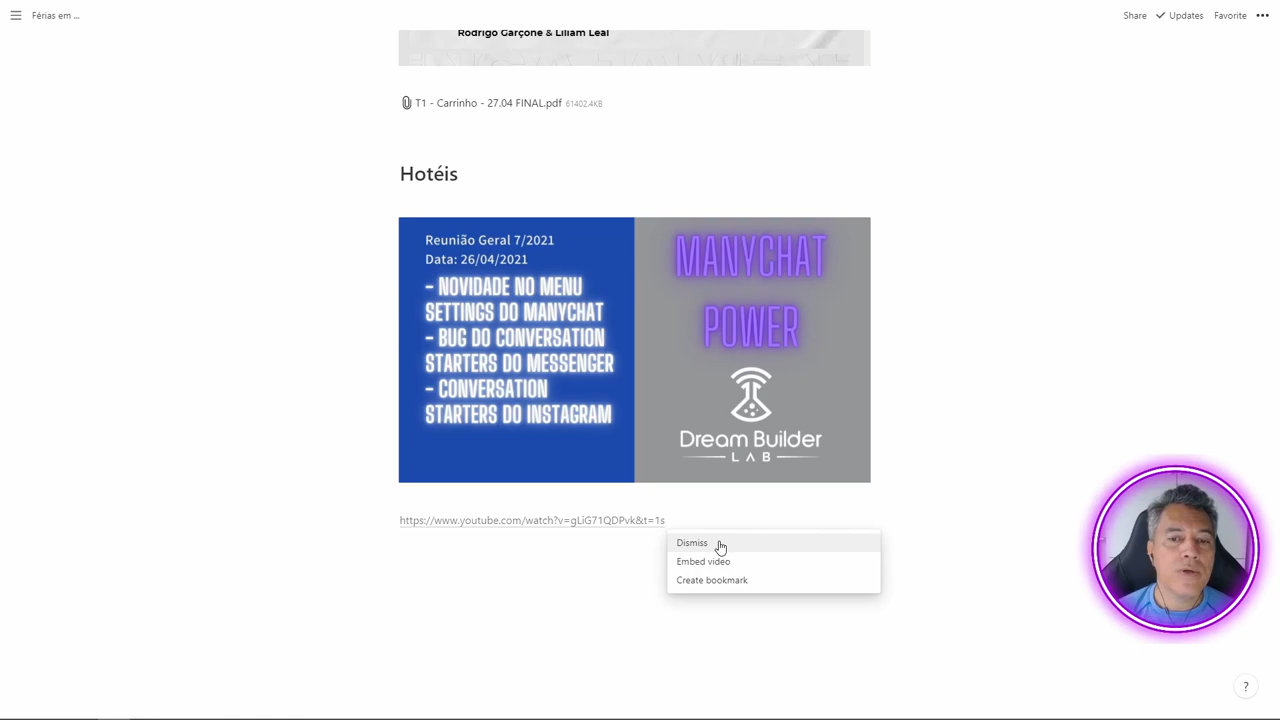 Férias em ...
Share
Updates
Favorite
Rodrigo Garçone & Liliam Leal
T1 - Carrinho - 27.04 FINAL.pdf 61402.4KB
Hotéis
Reunião Geral 7/2021
Data: 26/04/2021
- NOVIDADE NO MENU
SETTINGS DO MANYCHAT
- BUG DO CONVERSATION
STARTERS DO MESSENGER
- CONVERSATION
STARTERS DO INSTAGRAM
MANYCHAT
POWER
Dream Builder
LAB
https://www.youtube.com/watch?v=gLiG71QDPvk&t=1s
Dismiss
Embed video
Create bookmark
?